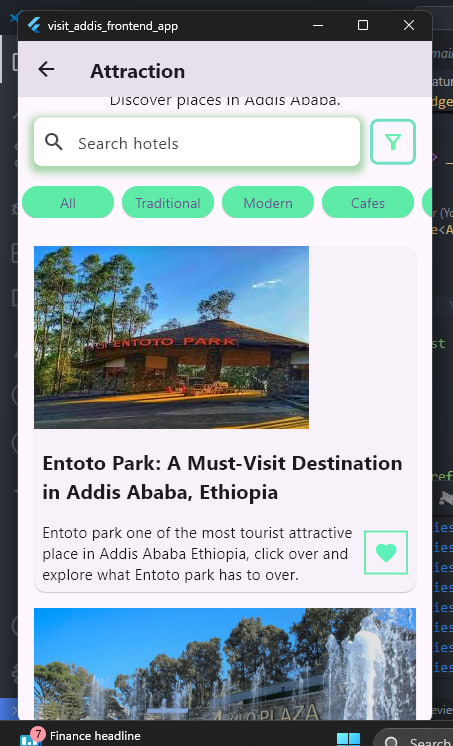 visit_addis_frontend_app
Attraction
Discover places in Addis Ababa.
Search hotels
All
Traditional
Modern
Cafes
ENTOTO PARK
Entoto Park: A Must-Visit Destination
in Addis Ababa, Ethiopia
Entoto park one of the most tourist attractive
place in Addis Ababa Ethiopia, click over and
explore what Entoto park has to over.
PLAZA
7
Finance headline
Search